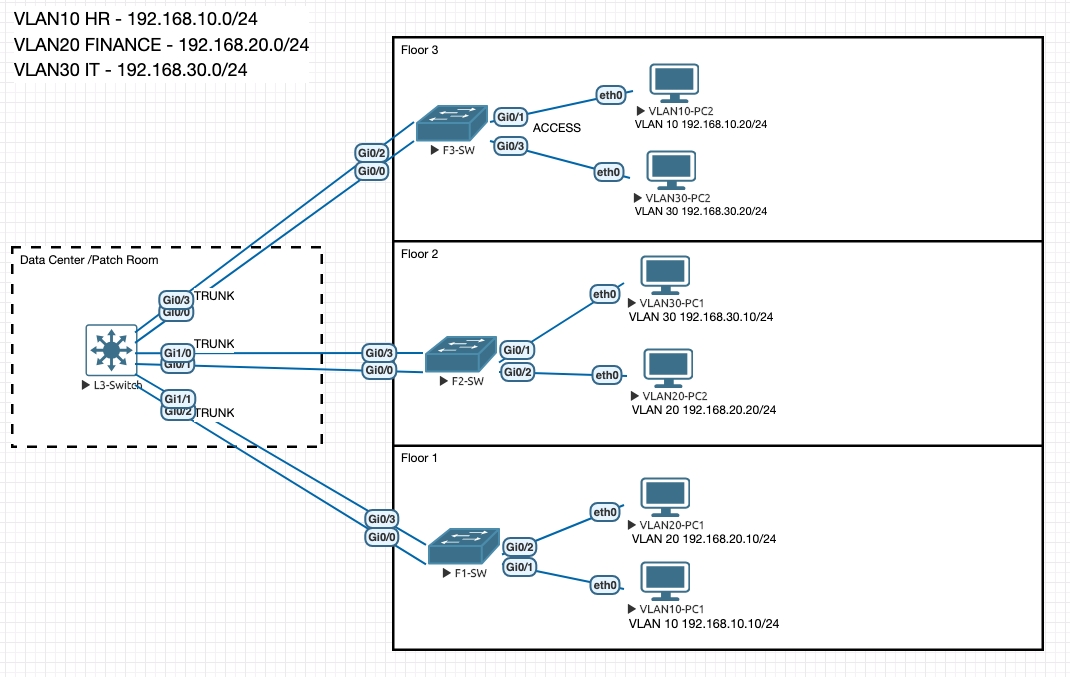 VLAN10 HR - 192.168.10.0/24
VLAN20 FINANCE - 192.168.20.0/24
VLAN30 IT - 192.168.30.0/24
Floor 3
eth0
VLAN10-PC2
VLAN 10 192.168.10.20/24
Gi0/1
ACCESS
F3-SW
Gi0/3
Gi0/2
Gi0/0
eth0
VLAN30-PC2
VLAN 30 192.168.30.20/24
Data Center /Patch Room
Gi0/3
TRUNK
Gi0/0
TRUNK
Gi1/0
Gi0/1
L3-Switch
Gi1/1
Gi0/2
TRUNK
Floor 2
eth0
VLAN30-PC1
VLAN 30 192.168.30.10/24
Gi0/3
Gi0/0
F2-SW
Gi0/1
Gi0/2
eth0
VLAN20-PC2
VLAN 20 192.168.20.20/24
Floor 1
eth0
VLAN20-PC1
VLAN 20 192.168.20.10/24
Gi0/3
Gi0/0
F1-SW
Gi0/2
Gi0/1
eth0
VLAN10-PC1
VLAN 10 192.168.10.10/24